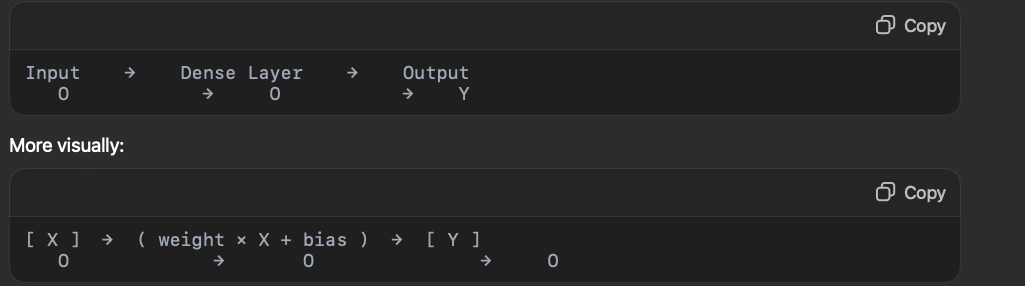 Copy
Input → Dense Layer → Output
O → O → Y
More visually:
Copy
[ X ] → ( weight × X + bias ) → [ Y ]
O → O → O